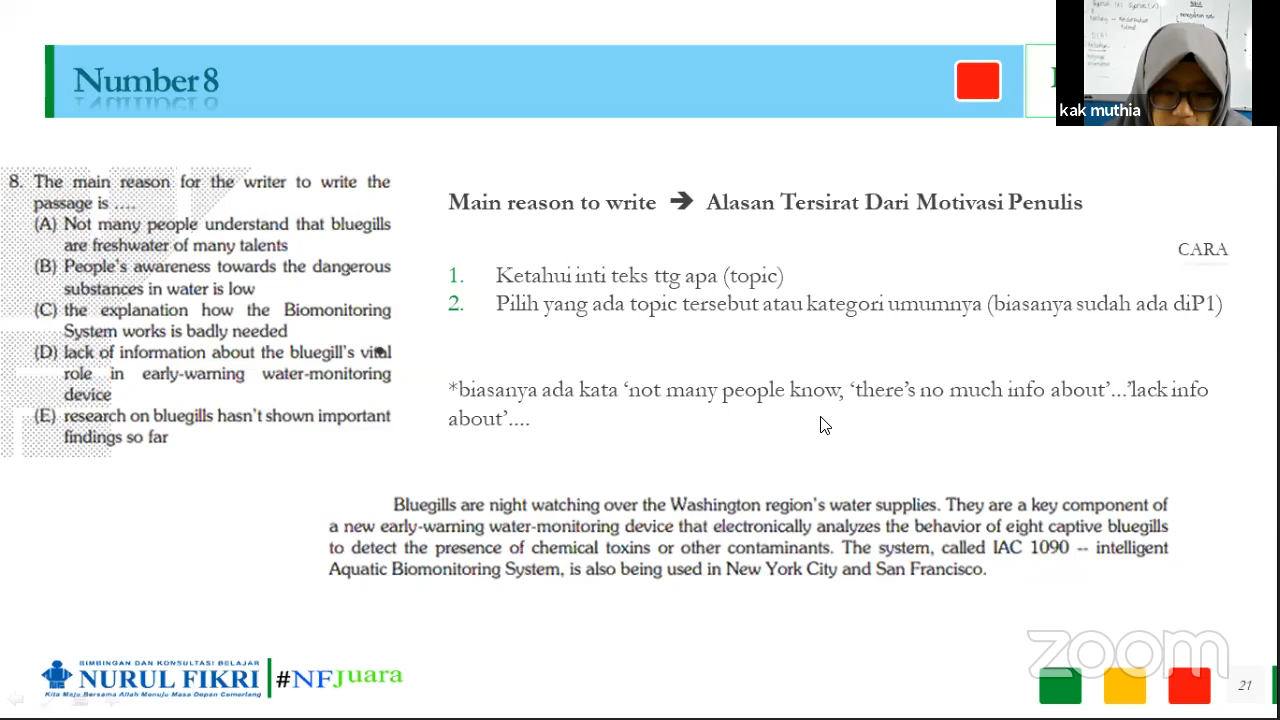 Number 8
kak muthia
8. The main reason for the writer to write the
passage is ....
(A) Not many people understand that bluegills
are freshwater of many talents
(B) People's awareness towards the dangerous
substances in water is low
(C) the explanation how the Biomonitoring
System works is badly needed
(D) lack of information about the bluegill's vital
role in early-warning water-monitoring
device
(E) research on bluegills hasn't shown important
findings so far
Main reason to write ➔ Alasan Tersirat Dari Motivasi Penulis
CARA
1. Ketahui inti teks ttg apa (topic)
2. Pilih yang ada topic tersebut atau kategori umumnya (biasanya sudah ada diP1)
*biasanya ada kata ‘not many people know, ‘there’s no much info about’...’lack info
about’....
Bluegills are night watching over the Washington region's water supplies. They are a key component of
a new early-warning water-monitoring device that electronically analyzes the behavior of eight captive bluegills
to detect the presence of chemical toxins or other contaminants. The system, called IAC 1090 -- intelligent
Aquatic Biomonitoring System, is also being used in New York City and San Francisco.
zoom
BIMBINGAN DAN KONSULTASI BELAJAR
NURUL FIKRI
Kita Maju Bersama Allah Menuju Masa Depan Cemerlang
#NFJuara
21